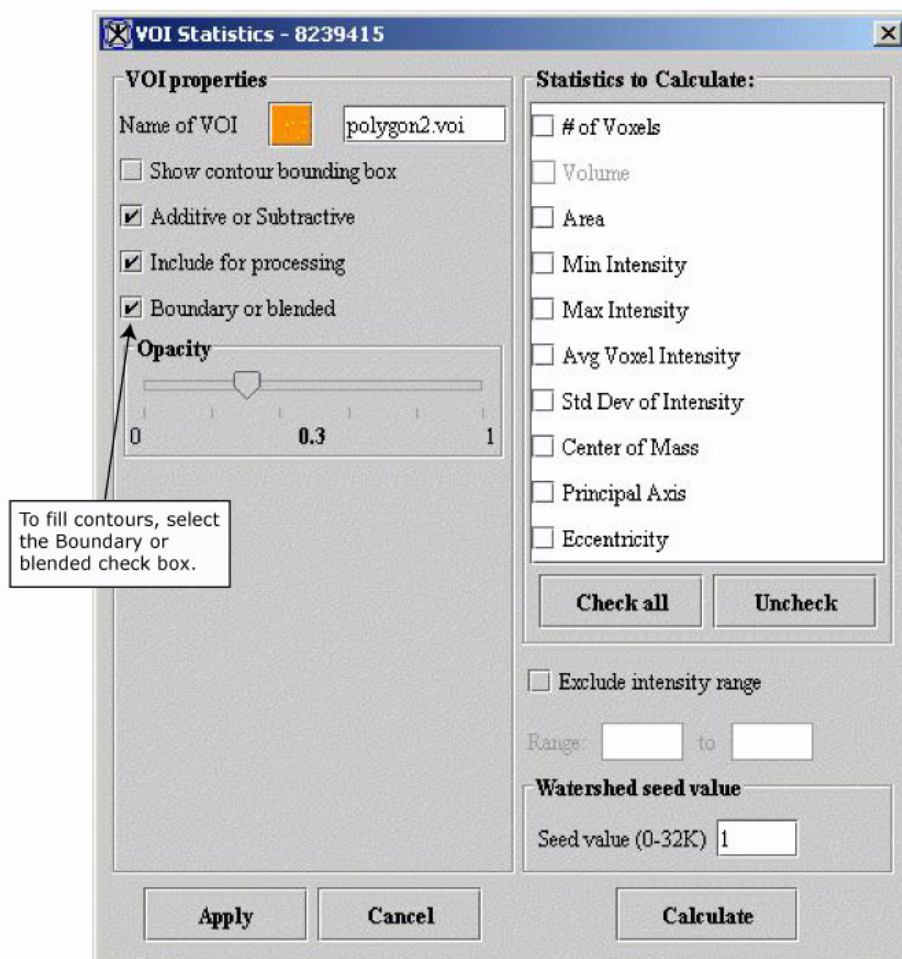 VOI Statistics - 8239415
VOI properties
Name of VOI
polygon2.voi
Show contour bounding box
Additive or Subtractive
Include for processing
Boundary or blended
Opacity
0
0.3
1
To fill contours, select
the Boundary or
blended check box.
Statistics to Calculate:
# of Voxels
Volume
Area
Min Intensity
Max Intensity
Avg Voxel Intensity
Std Dev of Intensity
Center of Mass
Principal Axis
Eccentricity
Check all
Uncheck
Exclude intensity range
Range:
to
Watershed seed value
Seed value (0-32K)
1
Apply
Cancel
Calculate